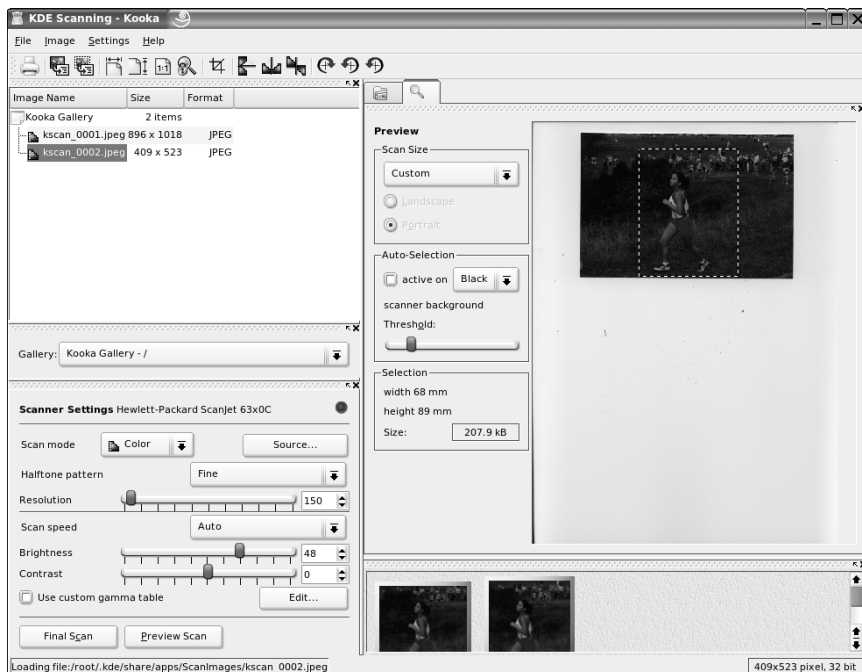 KDE Scanning - Kooka
File Image Settings Help
Image Name Size Format
Kooka Gallery 2 items
kscan_0001.jpeg 896 x 1018 JPEG
kscan_0002.jpeg 409 x 523 JPEG
Gallery: Kooka Gallery - /
Scanner Settings Hewlett-Packard ScanJet 63x0C
Scan mode Color Source...
Halftone pattern Fine
Resolution 150
Scan speed Auto
Brightness 48
Contrast 0
Use custom gamma table Edit...
Final Scan Preview Scan
Preview
Scan Size
Custom
Landscape
Portrait
Auto-Selection
active on Black
scanner background
Threshold:
Selection
width 68 mm
height 89 mm
Size: 207.9 kB
Loading file:/root/.kde/share/apps/ScanImages/kscan_0002.jpeg
409x523 pixel, 32 bit